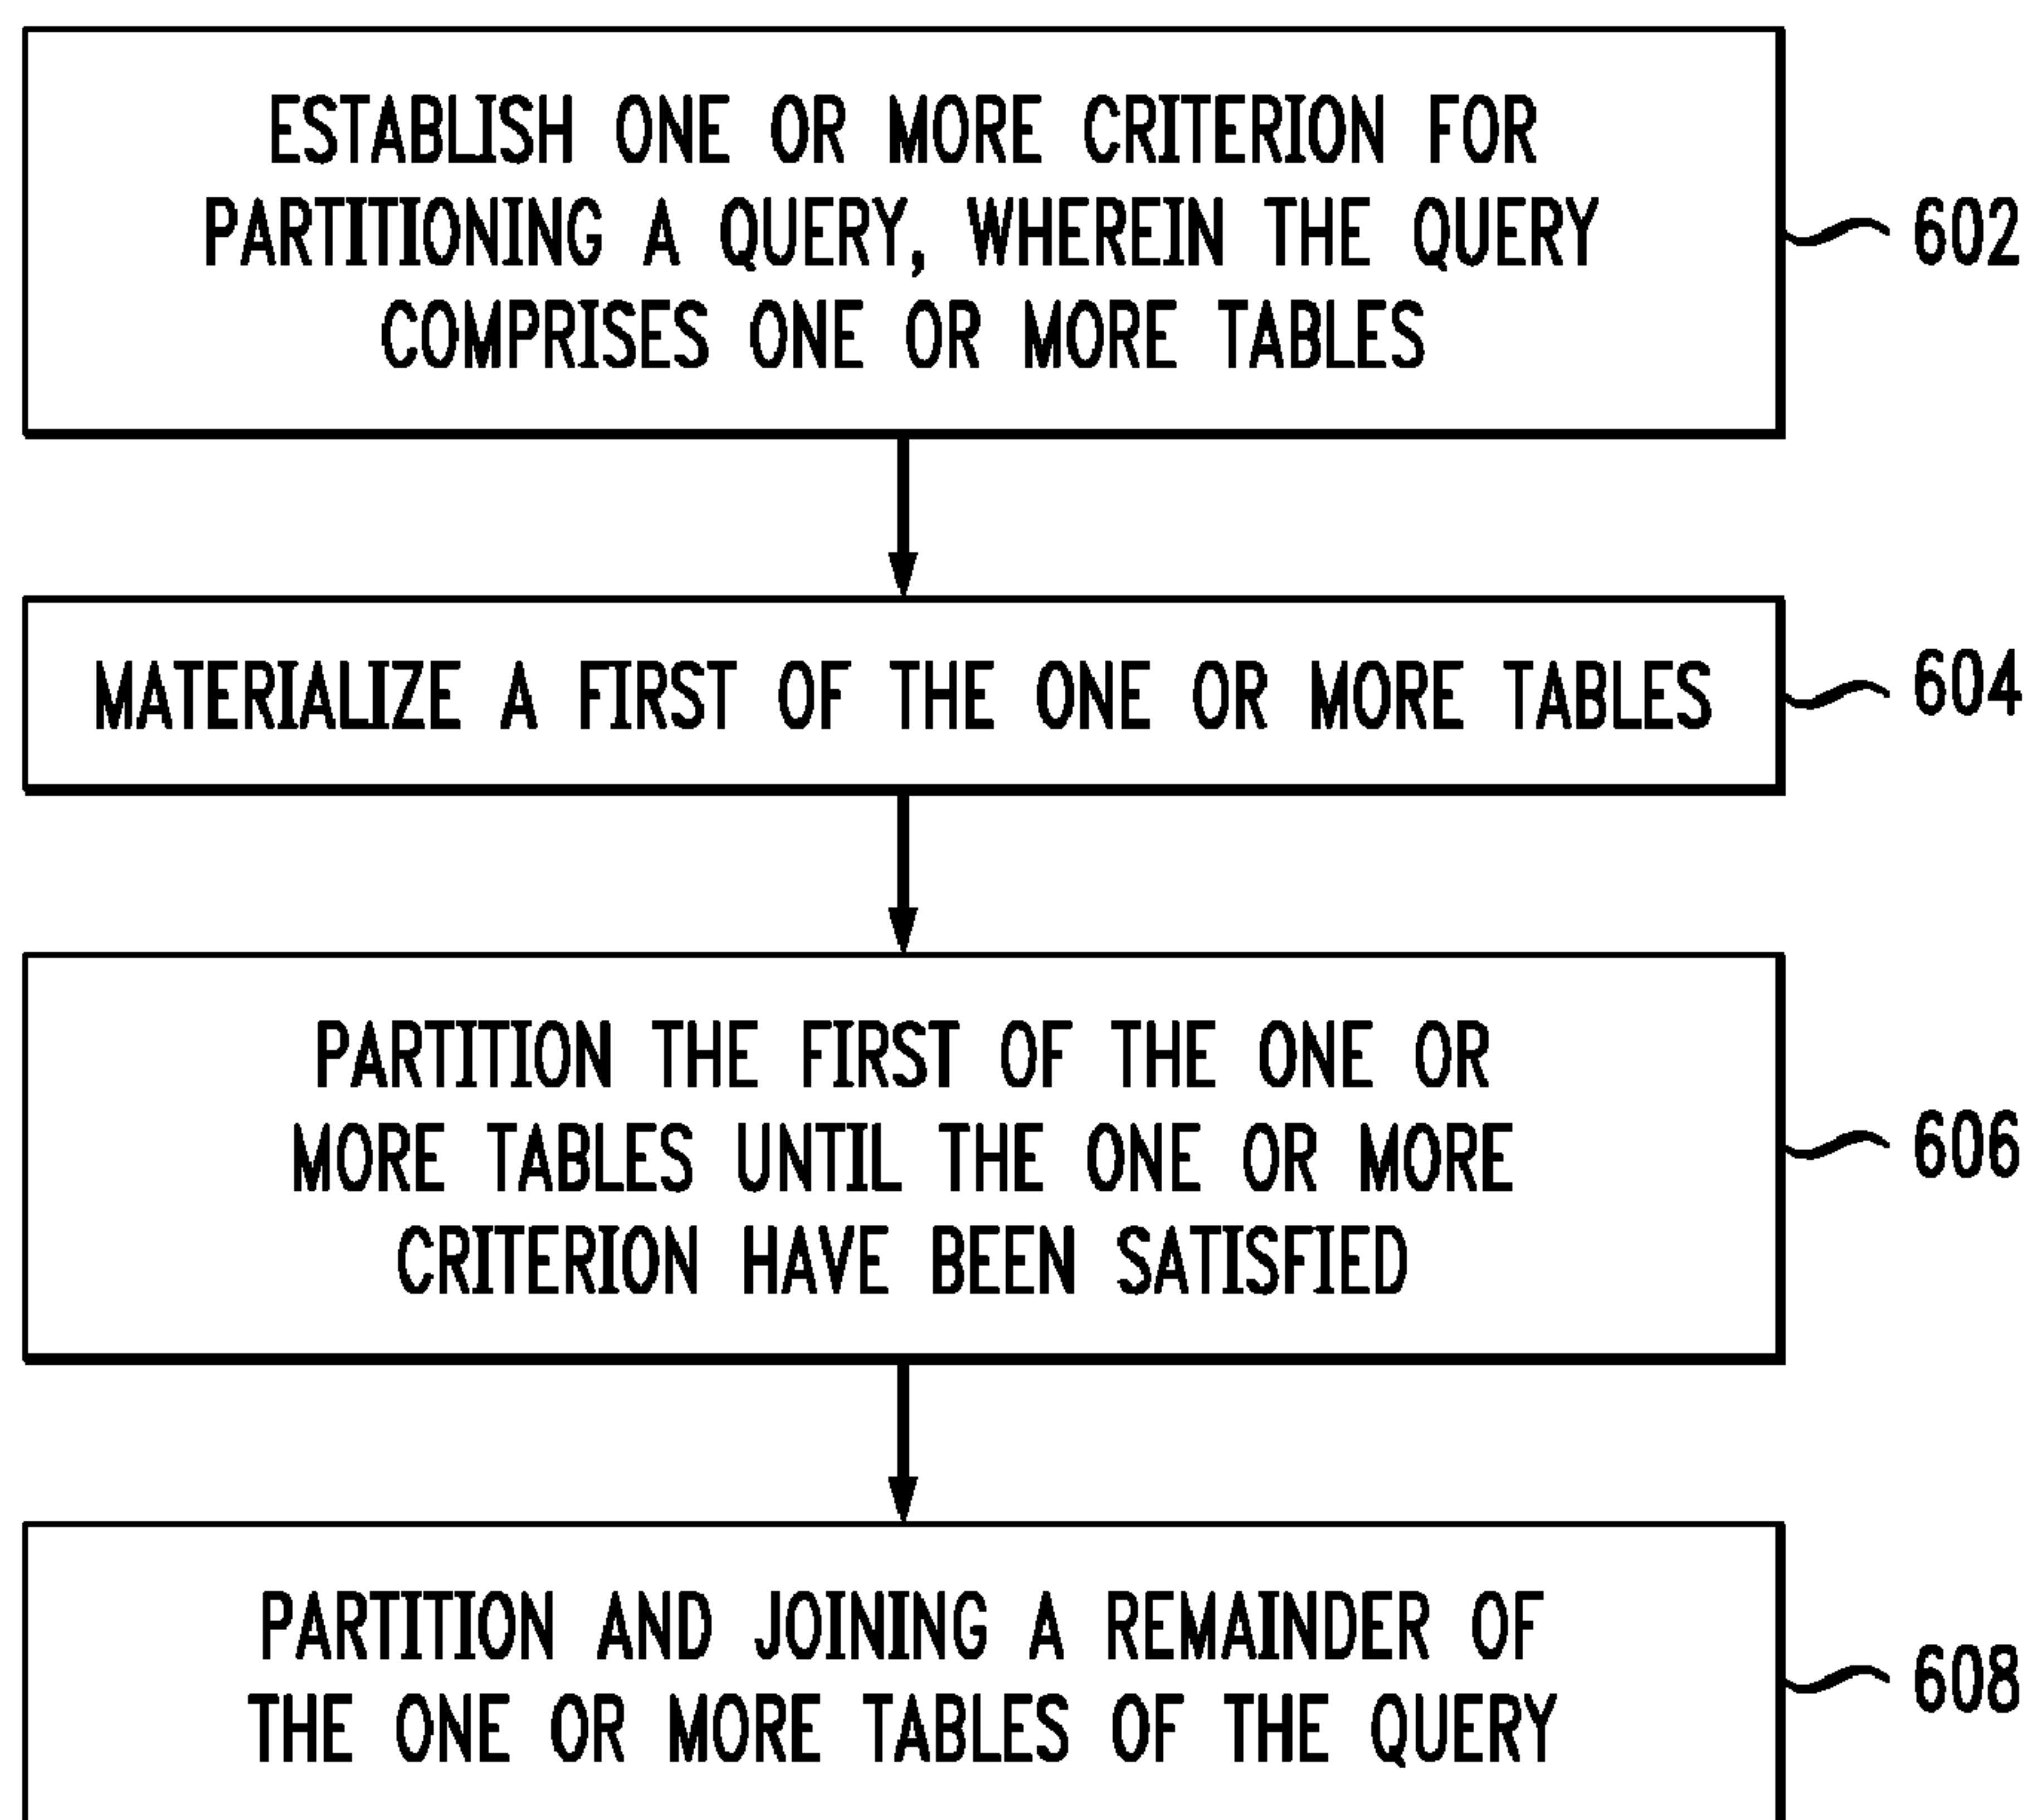 ESTABLISH ONE OR MORE CRITERION FOR
PARTITIONING A QUERY, WHEREIN THE QUERY
COMPRISES ONE OR MORE TABLES
602
MATERIALIZE A FIRST OF THE ONE OR MORE TABLES
604
PARTITION THE FIRST OF THE ONE OR
MORE TABLES UNTIL THE ONE OR MORE
CRITERION HAVE BEEN SATISFIED
606
PARTITION AND JOINING A REMAINDER OF
THE ONE OR MORE TABLES OF THE QUERY
608